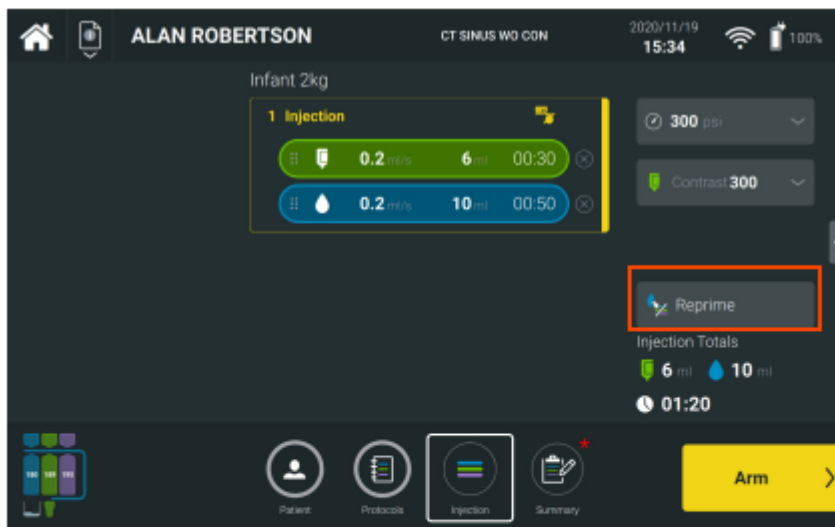 ALAN ROBERTSON
CT SINUS WO CON
2020/11/19
15:34
100%
Infant 2kg
1 Injection
300 psi
0.2 ml/s 6 ml 00:30
Contrast 300
0.2 ml/s 10 ml 00:50
Reprime
Injection Totals
6 ml 10 ml
01:20
*
Arm
Patient Protocols Injection Summary